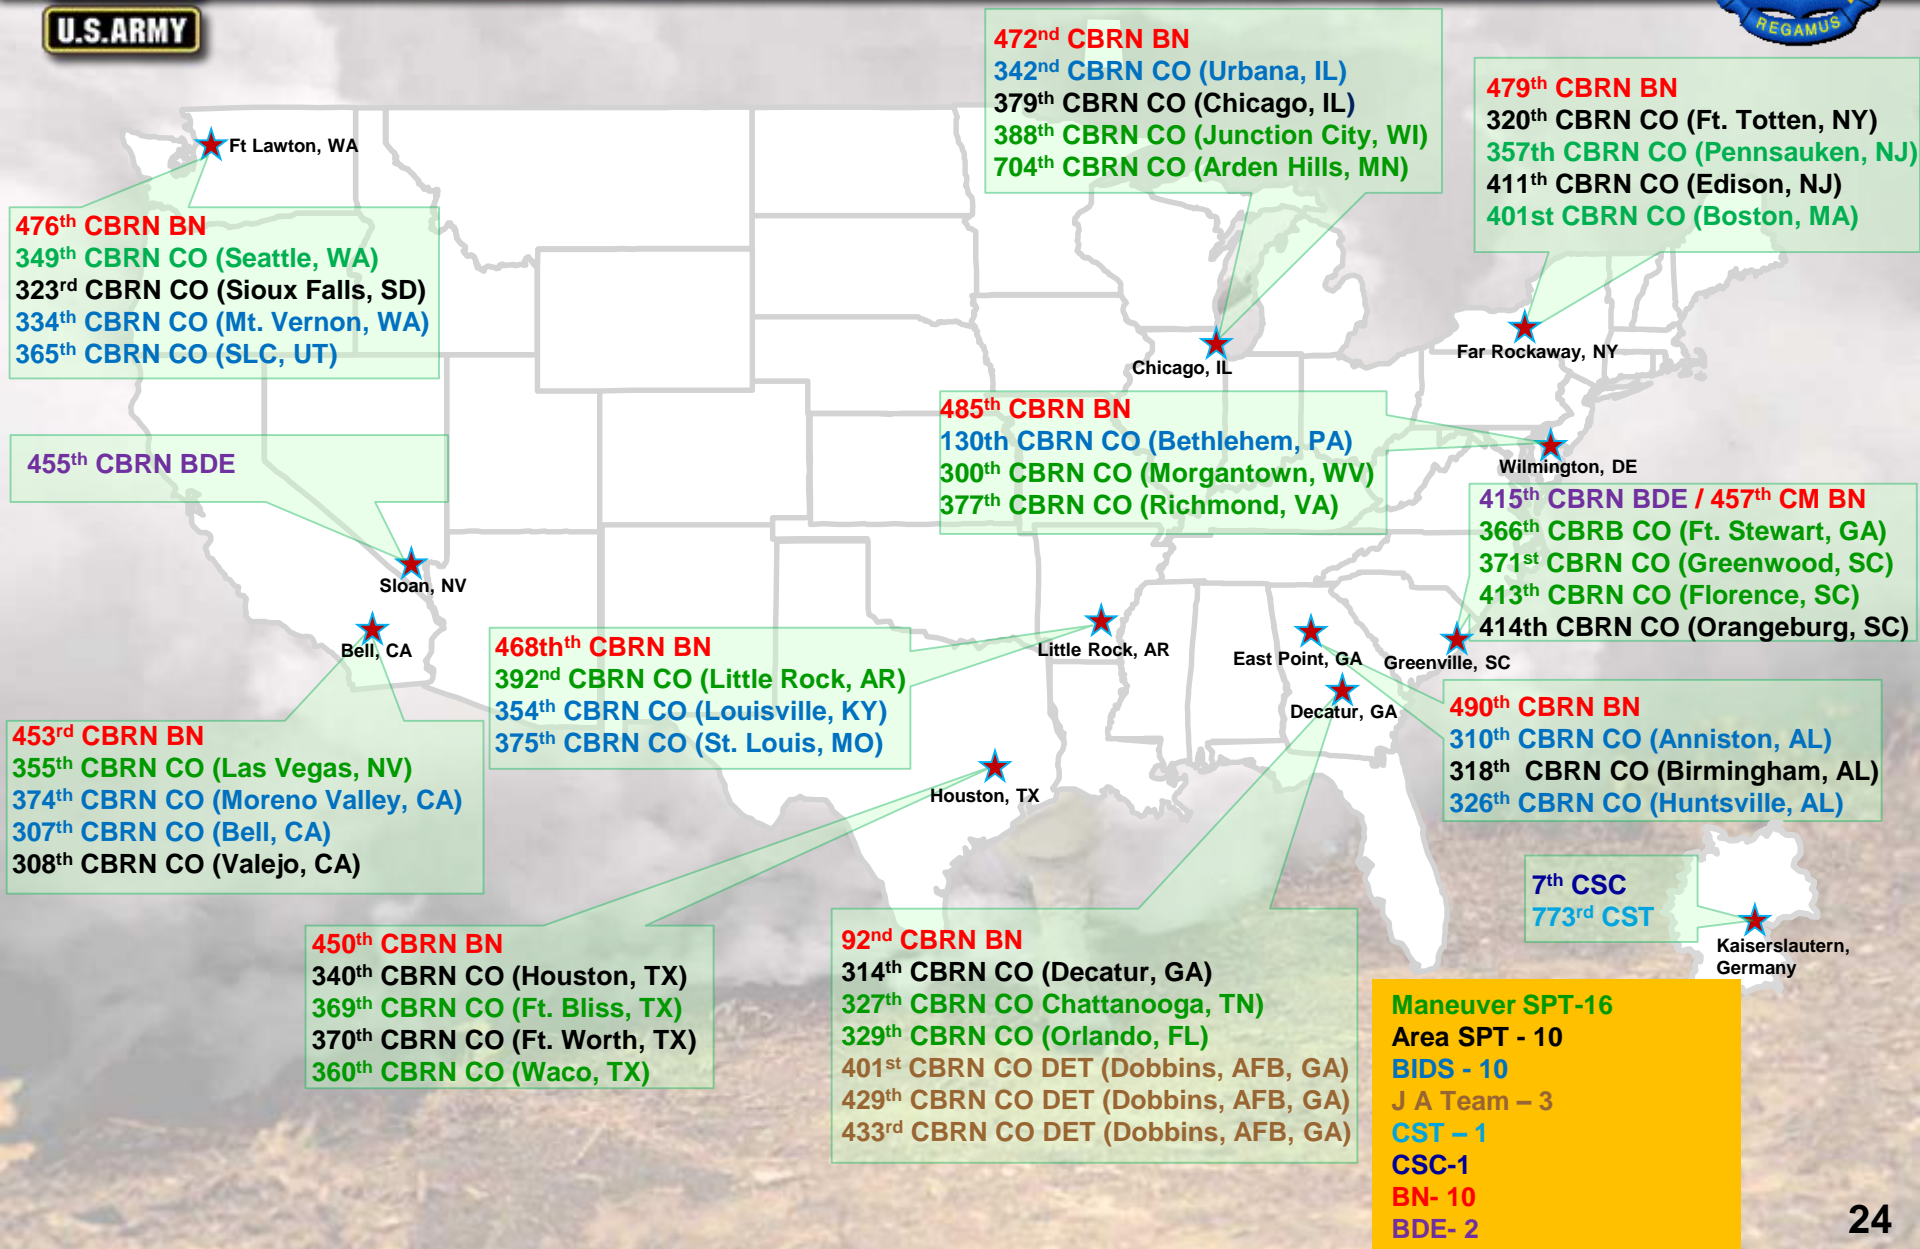 U.S.ARMY
REGAMUS
472nd CBRN BN
342nd CBRN CO (Urbana, IL)
379th CBRN CO (Chicago, IL)
388th CBRN CO (Junction City, WI)
704th CBRN CO (Arden Hills, MN)
479th CBRN BN
320th CBRN CO (Ft. Totten, NY)
357th CBRN CO (Pennsauken, NJ)
411th CBRN CO (Edison, NJ)
401st CBRN CO (Boston, MA)
Ft Lawton, WA
476th CBRN BN
349th CBRN CO (Seattle, WA)
323rd CBRN CO (Sioux Falls, SD)
334th CBRN CO (Mt. Vernon, WA)
365th CBRN CO (SLC, UT)
Chicago, IL
Far Rockaway, NY
485th CBRN BN
130th CBRN CO (Bethlehem, PA)
300th CBRN CO (Morgantown, WV)
377th CBRN CO (Richmond, VA)
Wilmington, DE
455th CBRN BDE
Sloan, NV
415th CBRN BDE / 457th CM BN
366th CBRB CO (Ft. Stewart, GA)
371st CBRN CO (Greenwood, SC)
413th CBRN CO (Florence, SC)
414th CBRN CO (Orangeburg, SC)
Bell, CA
468thth CBRN BN
392nd CBRN CO (Little Rock, AR)
354th CBRN CO (Louisville, KY)
375th CBRN CO (St. Louis, MO)
Little Rock, AR
East Point, GA
Greenville, SC
Decatur, GA
490th CBRN BN
310th CBRN CO (Anniston, AL)
318th CBRN CO (Birmingham, AL)
326th CBRN CO (Huntsville, AL)
453rd CBRN BN
355th CBRN CO (Las Vegas, NV)
374th CBRN CO (Moreno Valley, CA)
307th CBRN CO (Bell, CA)
308th CBRN CO (Valejo, CA)
Houston, TX
7th CSC
773rd CST
Kaiserslautern,
Germany
450th CBRN BN
340th CBRN CO (Houston, TX)
369th CBRN CO (Ft. Bliss, TX)
370th CBRN CO (Ft. Worth, TX)
360th CBRN CO (Waco, TX)
92nd CBRN BN
314th CBRN CO (Decatur, GA)
327th CBRN CO Chattanooga, TN)
329th CBRN CO (Orlando, FL)
401st CBRN CO DET (Dobbins, AFB, GA)
429th CBRN CO DET (Dobbins, AFB, GA)
433rd CBRN CO DET (Dobbins, AFB, GA)
Maneuver SPT-16
Area SPT - 10
BIDS - 10
J A Team – 3
CST – 1
CSC-1
BN- 10
BDE- 2
24